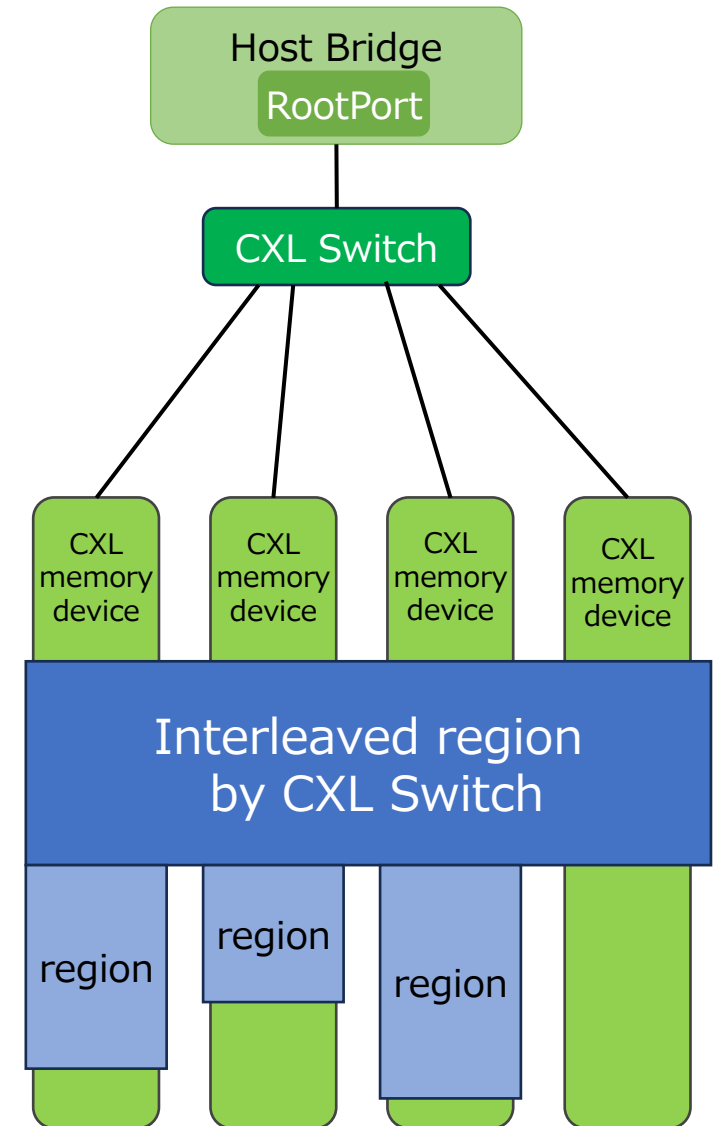 Host Bridge
RootPort
CXL Switch
CXL
memory
device
CXL
memory
device
CXL
memory
device
CXL
memory
device
Interleaved region
by CXL Switch
region
region
region